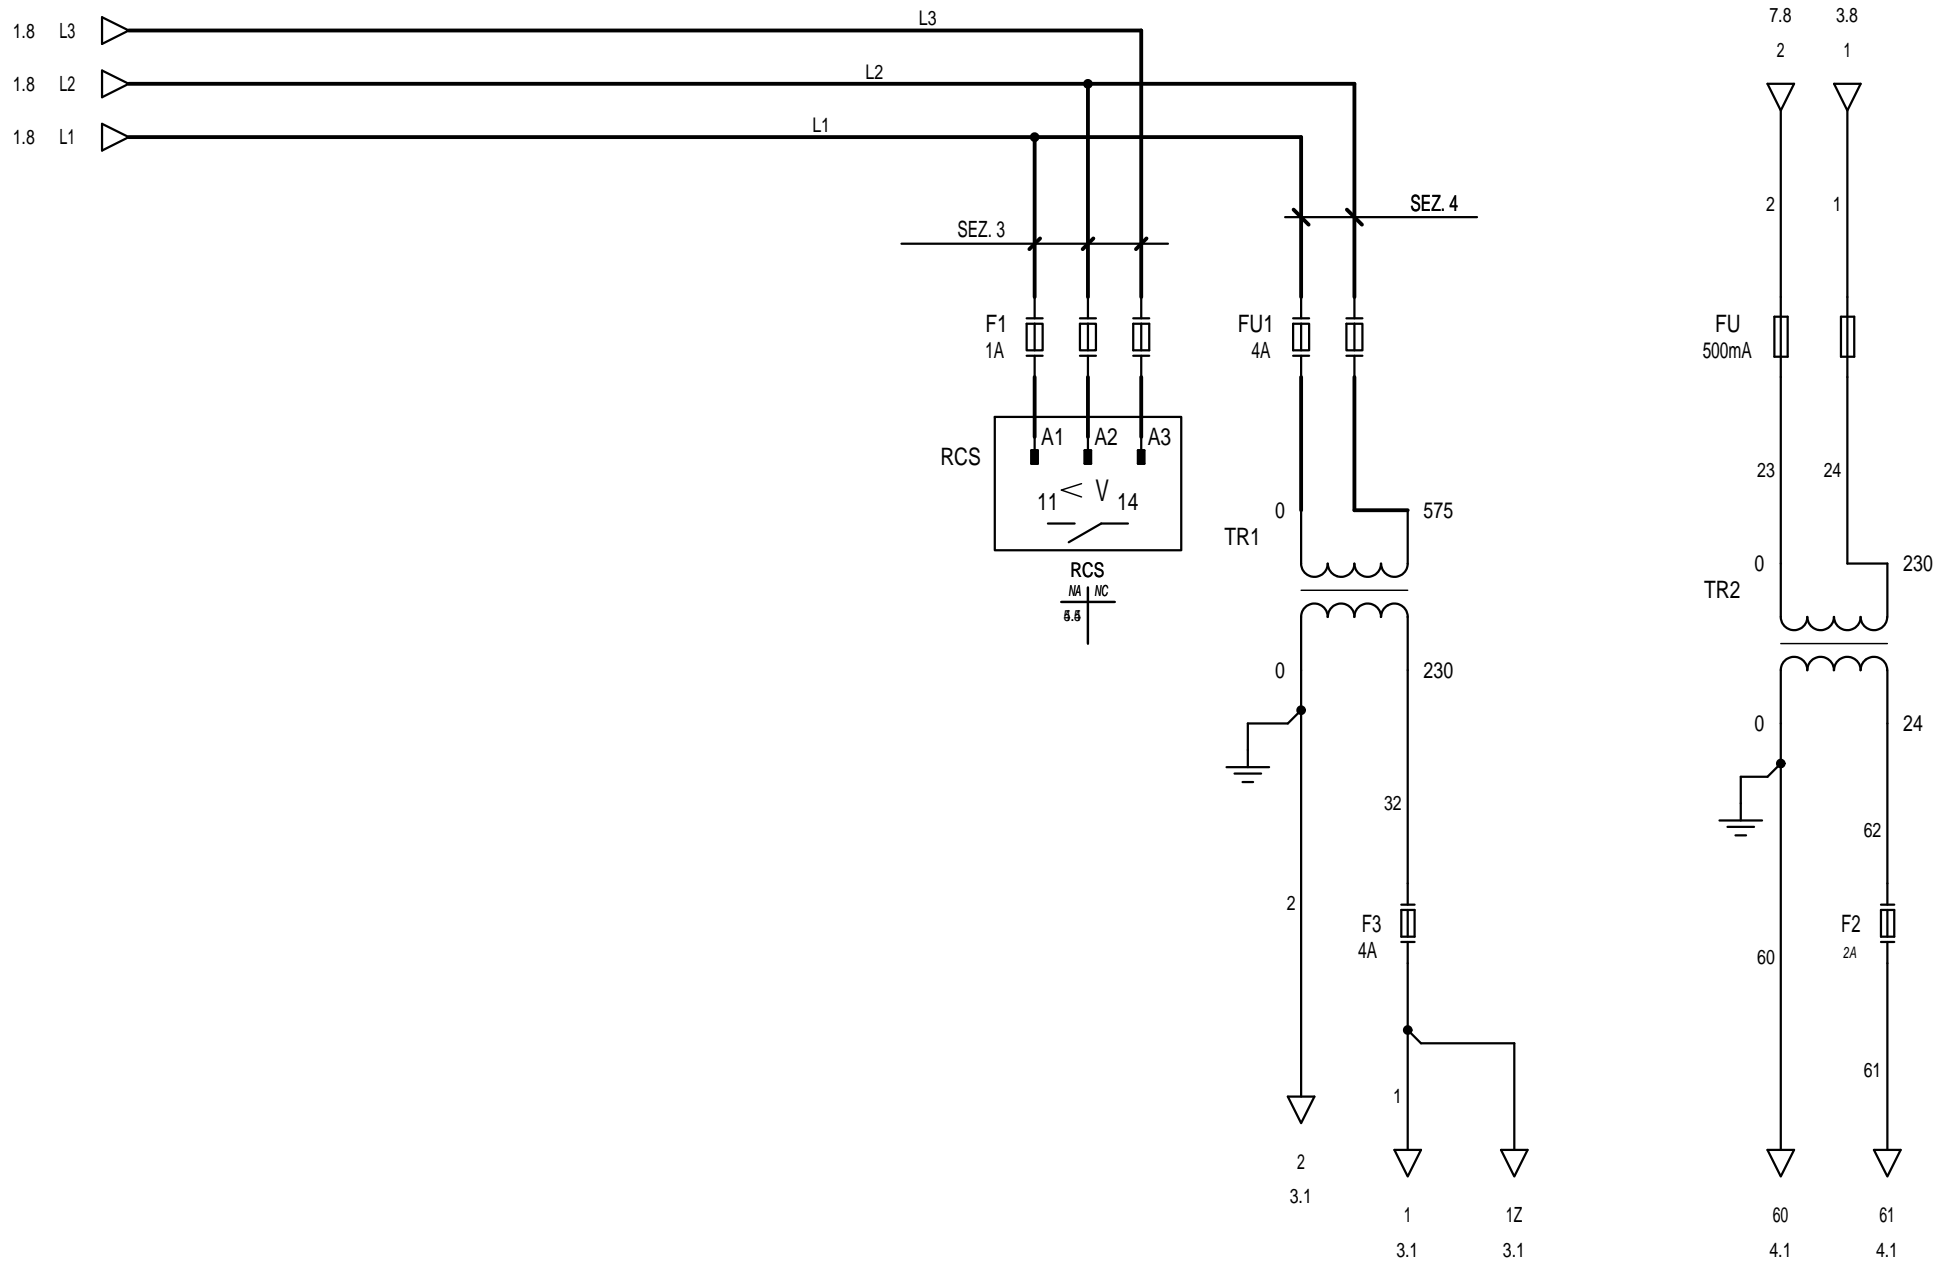 7.8 3.8
L3
1.8 L3
2 1
L2
1.8 L2
L1
1.8 L1
SEZ. 4
2 1
SEZ. 3
F1 FU1 FU
1A 4A 500mA
A1 A2 A3
RCS
23 24
< V
11 14
0 575
TR1
0 230
RCS
TR2
NA NC
0 230
0 24
32
62
2
F3 F2
4A 2A
60
61
1
2
3.1
1 1Z 60 61
3.1 3.1 4.1 4.1